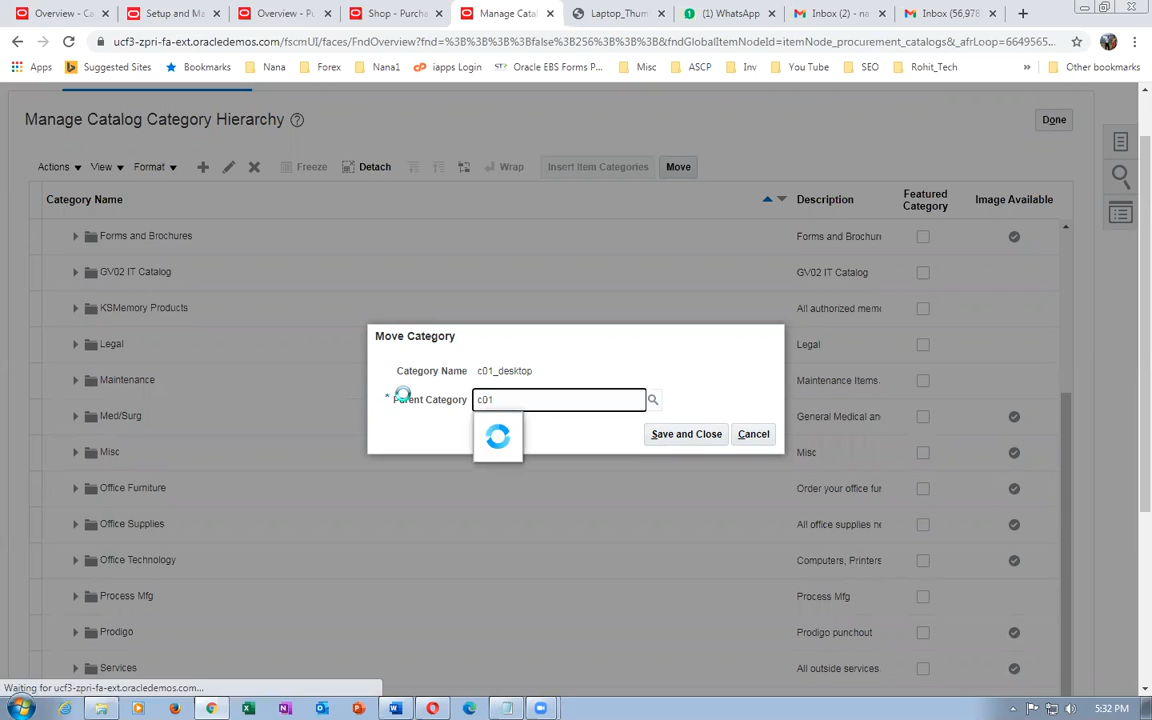 Overview - Ca
Setup and Ma
Overview - Pu
Shop - Purcha
Manage Catal
Laptop_Thum
(1) WhatsApp
Inbox (2) - na
Inbox (56,978
ucf3-zpri-fa-ext.oracledemos.com/fscmUI/faces/FndOverview?fnd=%3B%3B%3B%3Bfalse%3B256%3B%3B%3B&fndGlobalItemNodeId=itemNode_procurement_catalogs&_afrLoop=6649565...
Apps
Suggested Sites
Bookmarks
Nana
Forex
Nana1
iapps Login
Oracle EBS Forms P...
Misc
ASCP
Inv
You Tube
SEO
Rohit_Tech
»
Other bookmarks
Manage Catalog Category Hierarchy
Done
Actions
View
Format
Freeze
Detach
Wrap
Insert Item Categories
Move
Category Name
Description
Featured Category
Image Available
Forms and Brochures
Forms and Brochure
GV02 IT Catalog
GV02 IT Catalog
KSMemory Products
All authorized memo
Legal
Legal
Maintenance
Maintenance Items.
Med/Surg
General Medical an
Misc
Misc
Office Furniture
Order your office fur
Office Supplies
All office supplies ne
Office Technology
Computers, Printers
Process Mfg
Process Mfg
Prodigo
Prodigo punchout
Services
All outside services
Move Category
Category Name c01_desktop
* Parent Category c01
Save and Close
Cancel
Waiting for ucf3-zpri-fa-ext.oracledemos.com...
5:32 PM